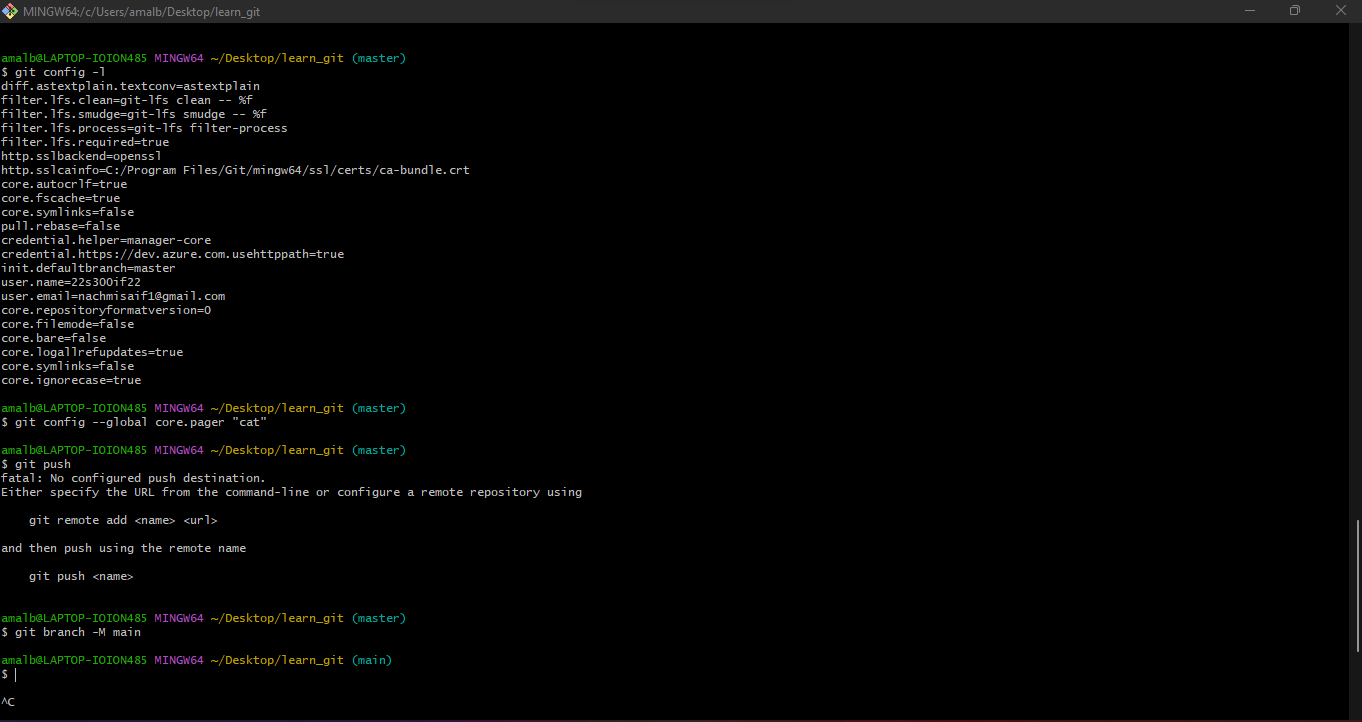 MINGW64:/c/Users/amalb/Desktop/learn_git
amalb@LAPTOP-IOION485 MINGW64 ~/Desktop/learn_git (master)
$ git config -l
diff.astextplain.textconv=astextplain
filter.lfs.clean=git-lfs clean -- %f
filter.lfs.smudge=git-lfs smudge -- %f
filter.lfs.process=git-lfs filter-process
filter.lfs.required=true
http.sslbackend=openssl
http.sslcainfo=C:/Program Files/Git/mingw64/ssl/certs/ca-bundle.crt
core.autocrlf=true
core.fscache=true
core.symlinks=false
pull.rebase=false
credential.helper=manager-core
credential.https://dev.azure.com.usehttppath=true
init.defaultbranch=master
user.name=22s300if22
user.email=nachmisaif1@gmail.com
core.repositoryformatversion=0
core.filemode=false
core.bare=false
core.logallrefupdates=true
core.symlinks=false
core.ignorecase=true
amalb@LAPTOP-IOION485 MINGW64 ~/Desktop/learn_git (master)
$ git config --global core.pager "cat"
amalb@LAPTOP-IOION485 MINGW64 ~/Desktop/learn_git (master)
$ git push
fatal: No configured push destination.
Either specify the URL from the command-line or configure a remote repository using
git remote add <name> <url>
and then push using the remote name
git push <name>
amalb@LAPTOP-IOION485 MINGW64 ~/Desktop/learn_git (master)
$ git branch -M main
amalb@LAPTOP-IOION485 MINGW64 ~/Desktop/learn_git (main)
$
^C